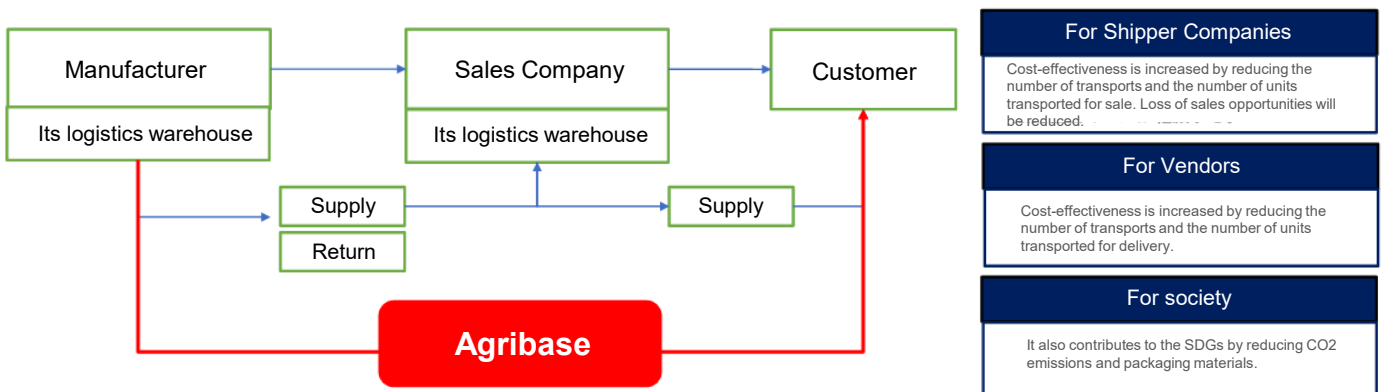 Manufacturer
Its logistics warehouse
Sales Company
Its logistics warehouse
Customer
Supply
Return
Supply
Agribase
For Shipper Companies
Cost-effectiveness is increased by reducing the
number of transports and the number of units
transported for sale. Loss of sales opportunities will
be reduced.
For Vendors
Cost-effectiveness is increased by reducing the
number of transports and the number of units
transported for delivery.
For society
It also contributes to the SDGs by reducing CO2
emissions and packaging materials.